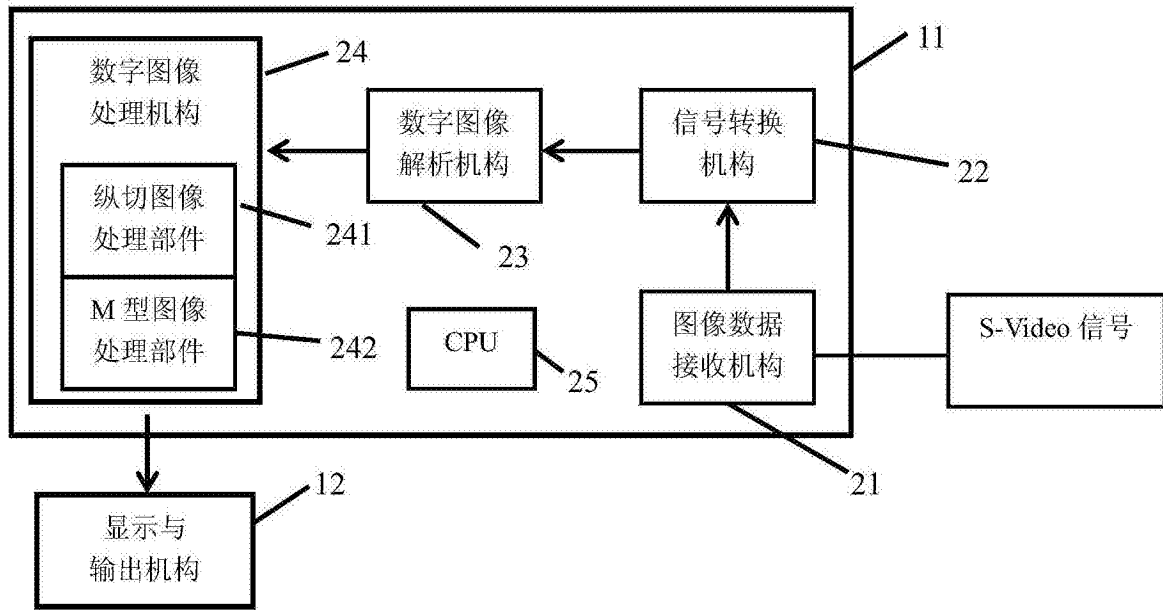 11
24
数字图像
处理机构
数字图像
解析机构
信号转换
机构
22
纵切图像
处理部件
241
23
M 型图像
处理部件
242
CPU
25
图像数据
接收机构
S-Video 信号
21
12
显示与
输出机构